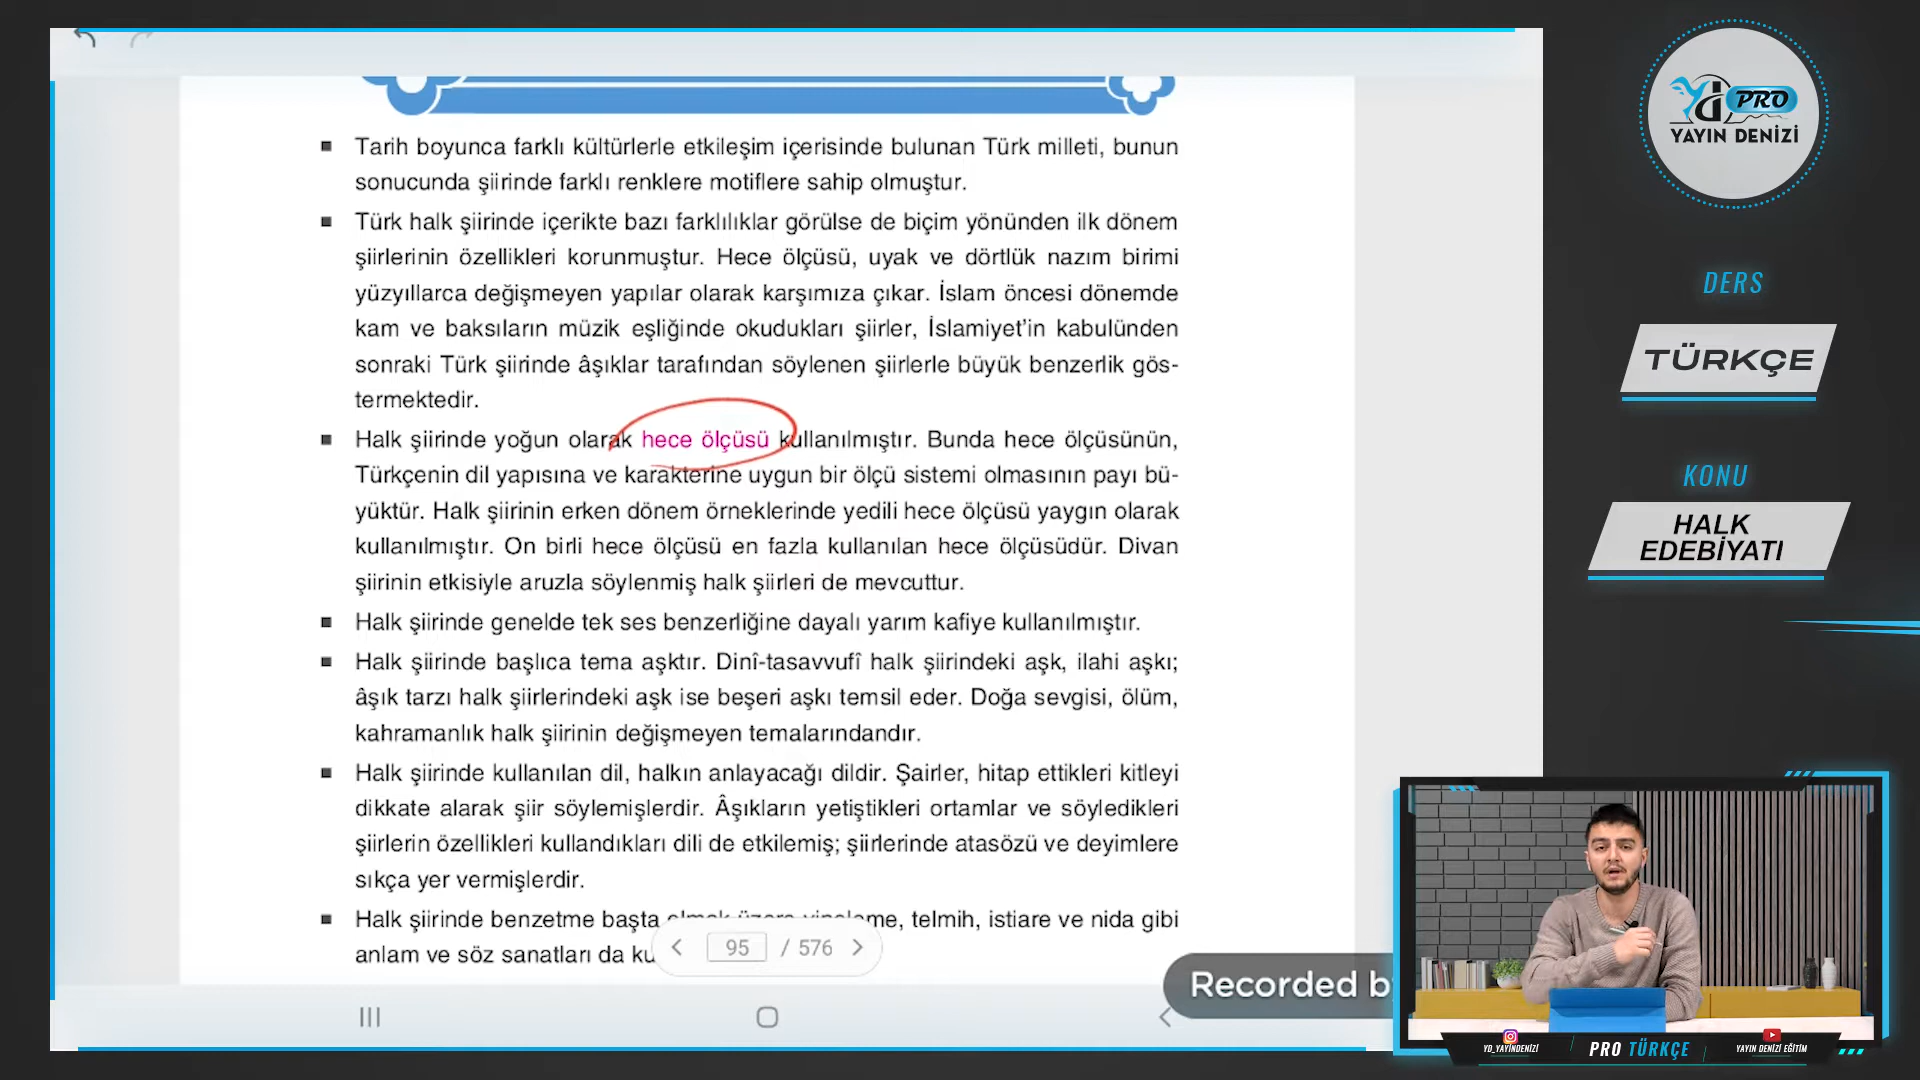 ■ Tarih boyunca farklı kültürlerle etkileşim içerisinde bulunan Türk milleti, bunun
sonucunda şiirinde farklı renklere motiflere sahip olmuştur.
■ Türk halk şiirinde içerikte bazı farklılıklar görülse de biçim yönünden ilk dönem
şiirlerinin özellikleri korunmuştur. Hece ölçüsü, uyak ve dörtlük nazım birimi
yüzyıllarca değişmeyen yapılar olarak karşımıza çıkar. İslam öncesi dönemde
kam ve baksıların müzik eşliğinde okudukları şiirler, İslamiyet'in kabulünden
sonraki Türk şiirinde âşıklar tarafından söylenen şiirlerle büyük benzerlik gös-
termektedir.
■ Halk şiirinde yoğun olarak hece ölçüsü kullanılmıştır. Bunda hece ölçüsünün,
Türkçenin dil yapısına ve karakterine uygun bir ölçü sistemi olmasının payı bü-
yüktür. Halk şiirinin erken dönem örneklerinde yedili hece ölçüsü yaygın olarak
kullanılmıştır. On birli hece ölçüsü en fazla kullanılan hece ölçüsüdür. Divan
şiirinin etkisiyle aruzla söylenmiş halk şiirleri de mevcuttur.
■ Halk şiirinde genelde tek ses benzerliğine dayalı yarım kafiye kullanılmıştır.
■ Halk şiirinde başlıca tema aşktır. Dinî-tasavvufî halk şiirindeki aşk, ilahi aşkı;
âşık tarzı halk şiirlerindeki aşk ise beşeri aşkı temsil eder. Doğa sevgisi, ölüm,
kahramanlık halk şiirinin değişmeyen temalarındandır.
■ Halk şiirinde kullanılan dil, halkın anlayacağı dildir. Şairler, hitap ettikleri kitleyi
dikkate alarak şiir söylemişlerdir. Âşıkların yetiştikleri ortamlar ve söyledikleri
şiirlerin özellikleri kullandıkları dili de etkilemiş; şiirlerinde atasözü ve deyimlere
sıkça yer vermişlerdir.
■ Halk şiirinde benzetme başta olmak üzere yineleme, telmih, istiare ve nida gibi
anlam ve söz sanatları da ku
95 / 576
Recorded b
yd PRO
YAYIN DENİZİ
DERS
TÜRKÇE
KONU
HALK
EDEBİYATI
YD_YAYINDENİZİ
PRO TÜRKÇE
YAYIN DENİZİ EĞİTİM